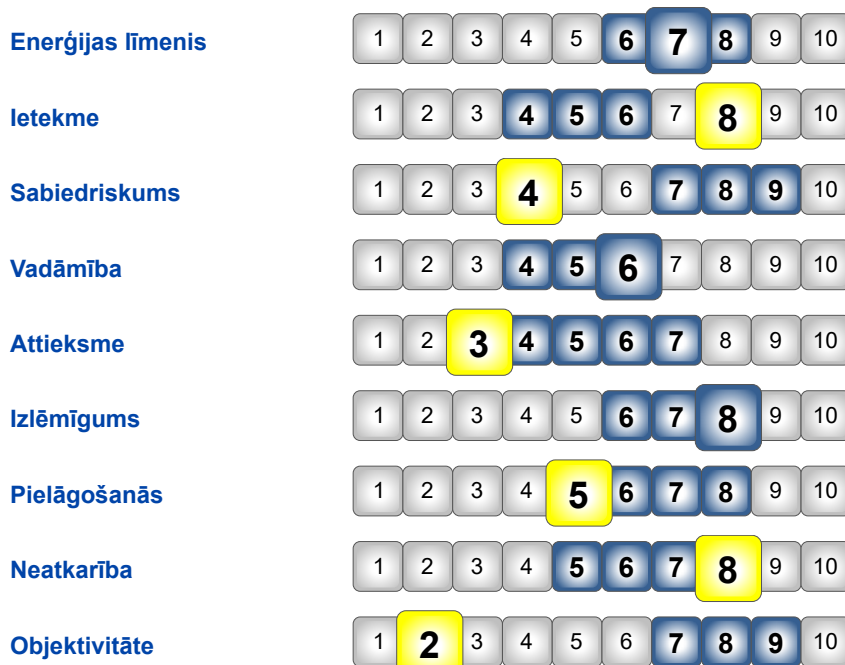 Enerģijas līmenis 1 2 3 4 5 6 7 8 9 10
Ietekme 1 2 3 4 5 6 7 8 9 10
Sabiedriskums 1 2 3 4 5 6 7 8 9 10
Vadāmība 1 2 3 4 5 6 7 8 9 10
Attieksme 1 2 3 4 5 6 7 8 9 10
Izlēmīgums 1 2 3 4 5 6 7 8 9 10
Pielāgošanās 1 2 3 4 5 6 7 8 9 10
Neatkarība 1 2 3 4 5 6 7 8 9 10
Objektivitāte 1 2 3 4 5 6 7 8 9 10